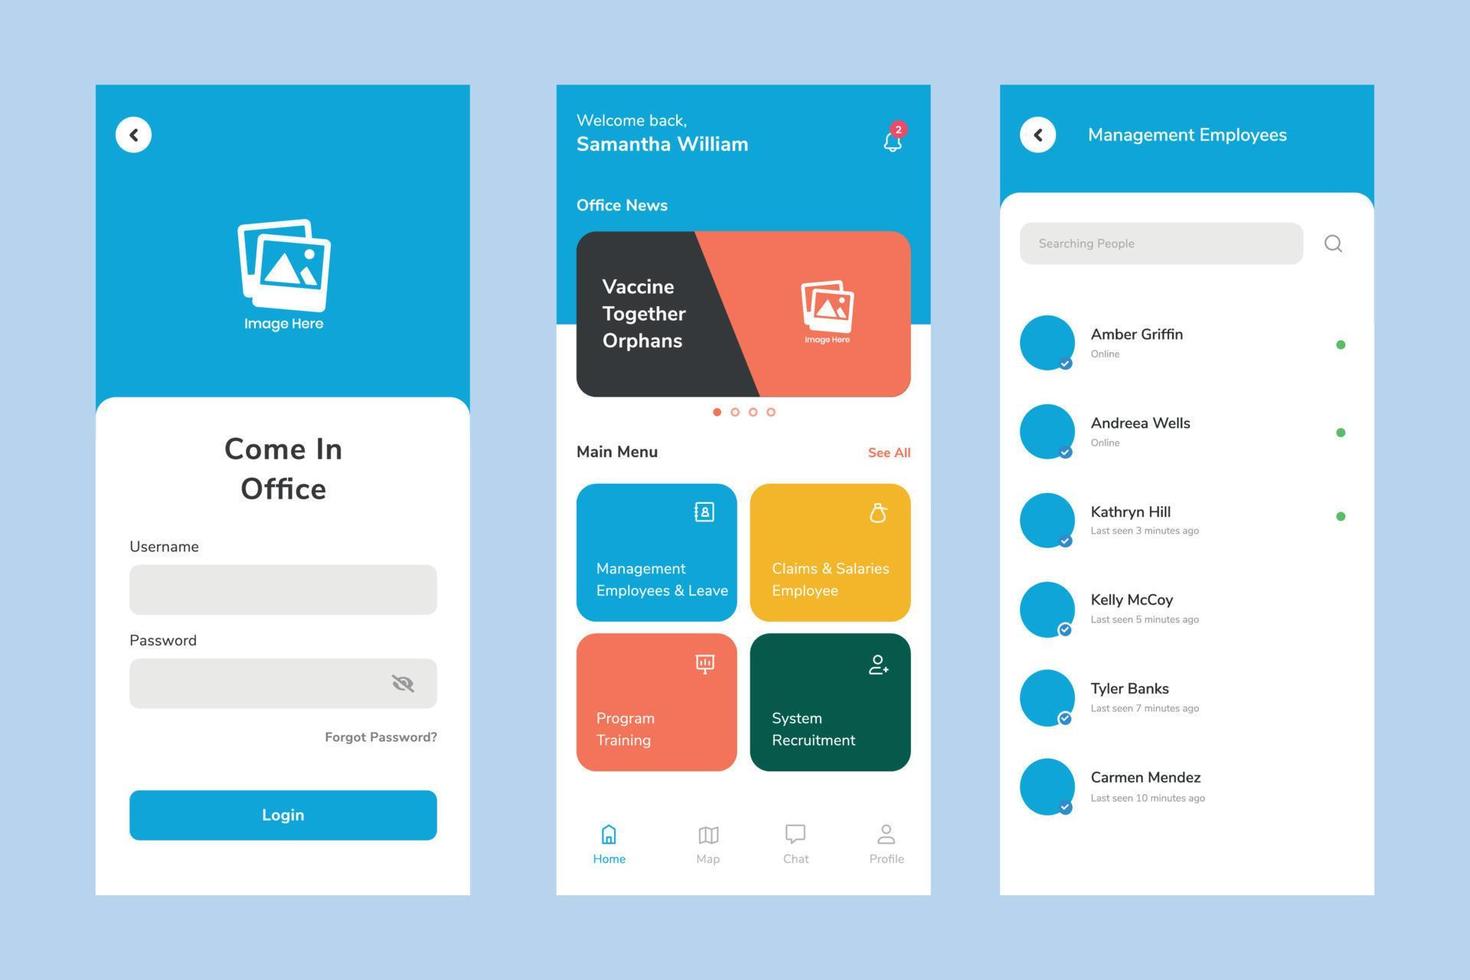 Image Here
Come In
Office
Username
Password
Forgot Password?
Login
Welcome back,
Samantha William
2
Office News
Vaccine
Together
Orphans
Image Here
Main Menu
See All
Management
Employees & Leave
Claims & Salaries
Employee
Program
Training
System
Recruitment
Home
Map
Chat
Profile
Management Employees
Searching People
Amber Griffin
Online
Andreea Wells
Online
Kathryn Hill
Last seen 3 minutes ago
Kelly McCoy
Last seen 5 minutes ago
Tyler Banks
Last seen 7 minutes ago
Carmen Mendez
Last seen 10 minutes ago